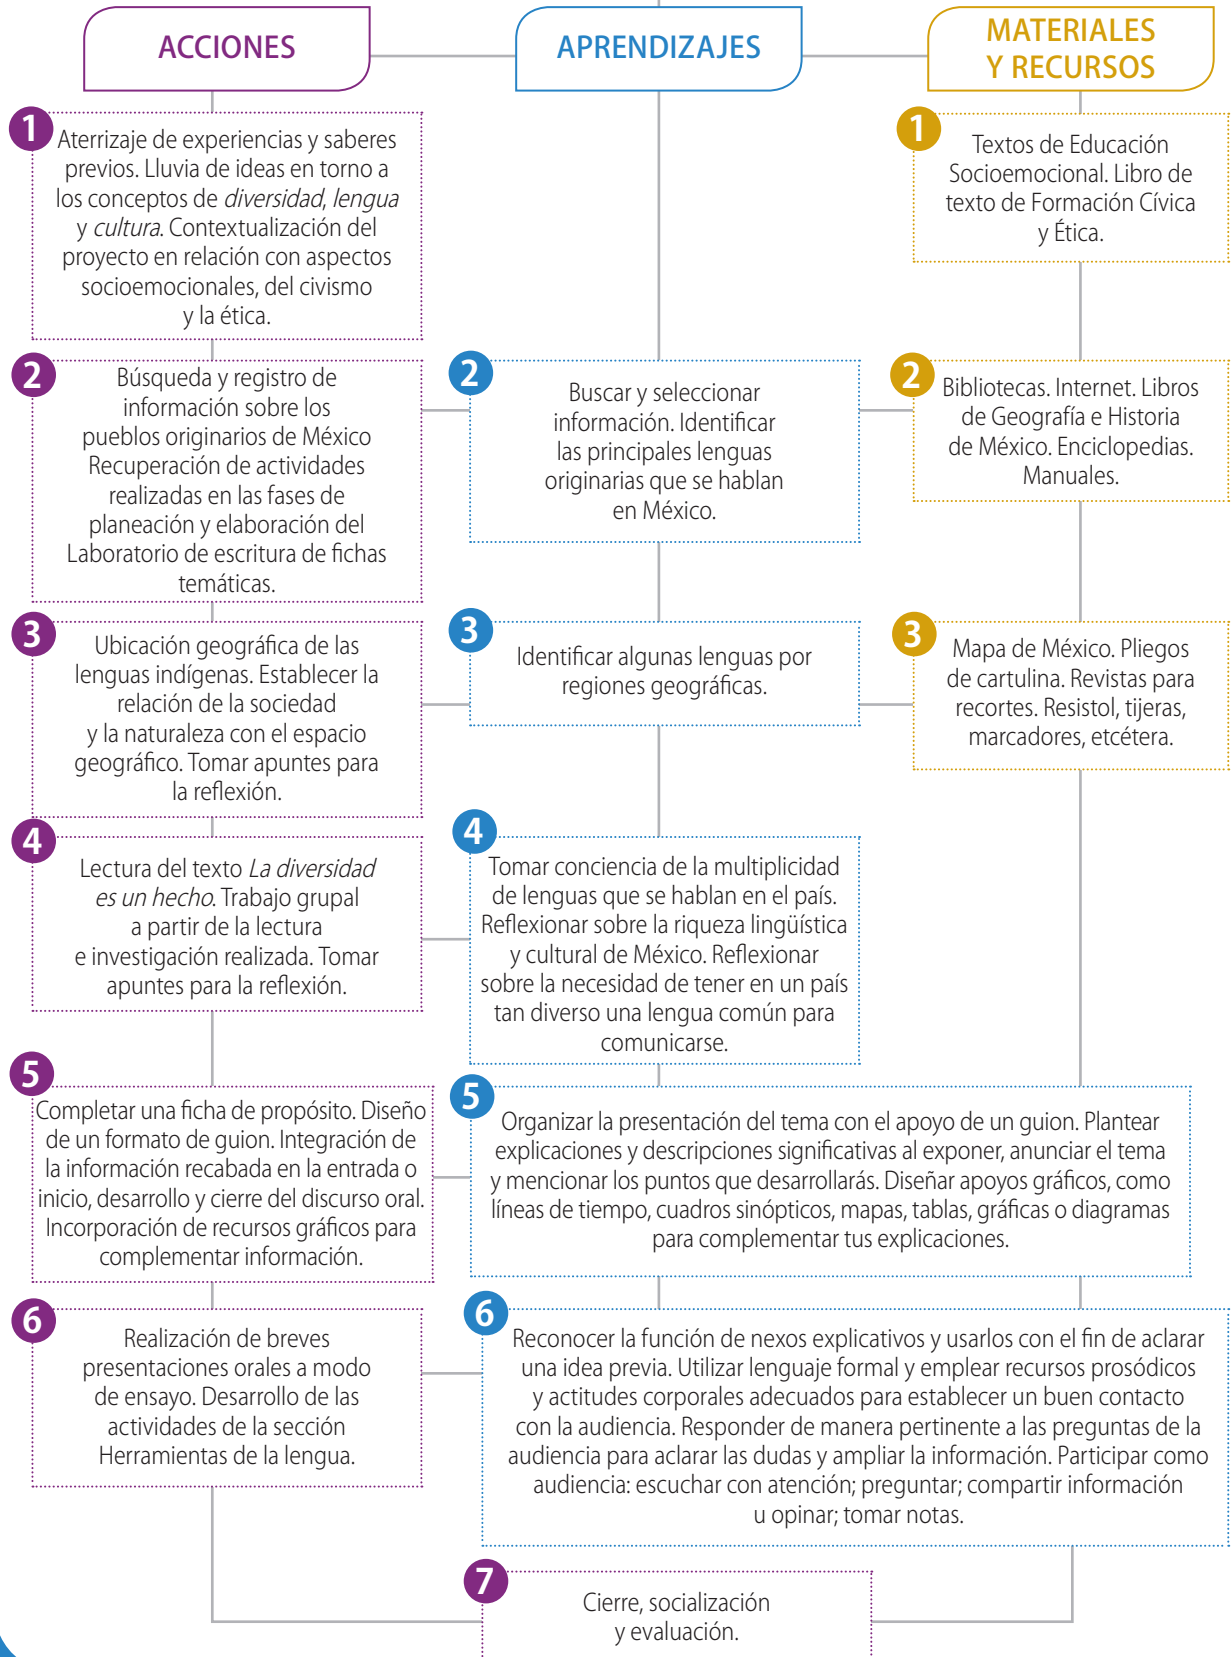 ACCIONES
APRENDIZAJES
MATERIALES
Y RECURSOS
1
Aterrizaje de experiencias y saberes
previos. Lluvia de ideas en torno a
los conceptos de diversidad, lengua
y cultura. Contextualización del
proyecto en relación con aspectos
socioemocionales, del civismo
y la ética.
1
Textos de Educación
Socioemocional. Libro de
texto de Formación Cívica
y Ética.
2
Búsqueda y registro de
información sobre los
pueblos originarios de México
Recuperación de actividades
realizadas en las fases de
planeación y elaboración del
Laboratorio de escritura de fichas
temáticas.
2
Buscar y seleccionar
información. Identificar
las principales lenguas
originarias que se hablan
en México.
2
Bibliotecas. Internet. Libros
de Geografía e Historia
de México. Enciclopedias.
Manuales.
3
Ubicación geográfica de las
lenguas indígenas. Establecer la
relación de la sociedad
y la naturaleza con el espacio
geográfico. Tomar apuntes para
la reflexión.
3
Identificar algunas lenguas por
regiones geográficas.
3
Mapa de México. Pliegos
de cartulina. Revistas para
recortes. Resistol, tijeras,
marcadores, etcétera.
4
Lectura del texto La diversidad
es un hecho. Trabajo grupal
a partir de la lectura
e investigación realizada. Tomar
apuntes para la reflexión.
4
Tomar conciencia de la multiplicidad
de lenguas que se hablan en el país.
Reflexionar sobre la riqueza lingüística
y cultural de México. Reflexionar
sobre la necesidad de tener en un país
tan diverso una lengua común para
comunicarse.
5
Completar una ficha de propósito. Diseño
de un formato de guion. Integración de
la información recabada en la entrada o
inicio, desarrollo y cierre del discurso oral.
Incorporación de recursos gráficos para
complementar información.
5
Organizar la presentación del tema con el apoyo de un guion. Plantear
explicaciones y descripciones significativas al exponer, anunciar el tema
y mencionar los puntos que desarrollarás. Diseñar apoyos gráficos, como
líneas de tiempo, cuadros sinópticos, mapas, tablas, gráficas o diagramas
para complementar tus explicaciones.
6
Realización de breves
presentaciones orales a modo
de ensayo. Desarrollo de las
actividades de la sección
Herramientas de la lengua.
6
Reconocer la función de nexos explicativos y usarlos con el fin de aclarar
una idea previa. Utilizar lenguaje formal y emplear recursos prosódicos
y actitudes corporales adecuados para establecer un buen contacto
con la audiencia. Responder de manera pertinente a las preguntas de la
audiencia para aclarar las dudas y ampliar la información. Participar como
audiencia: escuchar con atención; preguntar; compartir información
u opinar; tomar notas.
7
Cierre, socialización
y evaluación.